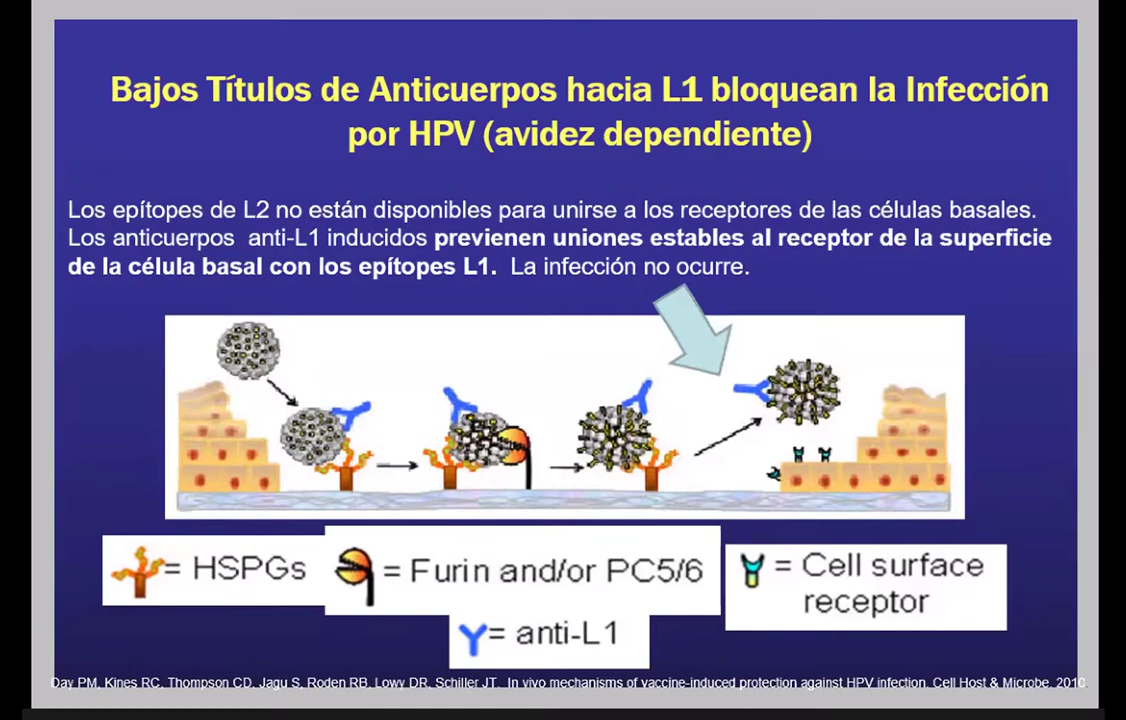 Bajos Títulos de Anticuerpos hacia L1 bloquean la Infección
por HPV (avidez dependiente)
Los epítopes de L2 no están disponibles para unirse a los receptores de las células basales.
Los anticuerpos anti-L1 inducidos previenen uniones estables al receptor de la superficie
de la célula basal con los epítopes L1. La infección no ocurre.
= HSPGs
= Furin and/or PC5/6
= Cell surface
receptor
= anti-L1
Day PM, Kines RC, Thompson CD, Jagu S, Roden RB, Lowy DR, Schiller JT. In vivo mechanisms of vaccine-induced protection against HPV infection. Cell Host & Microbe. 2010.